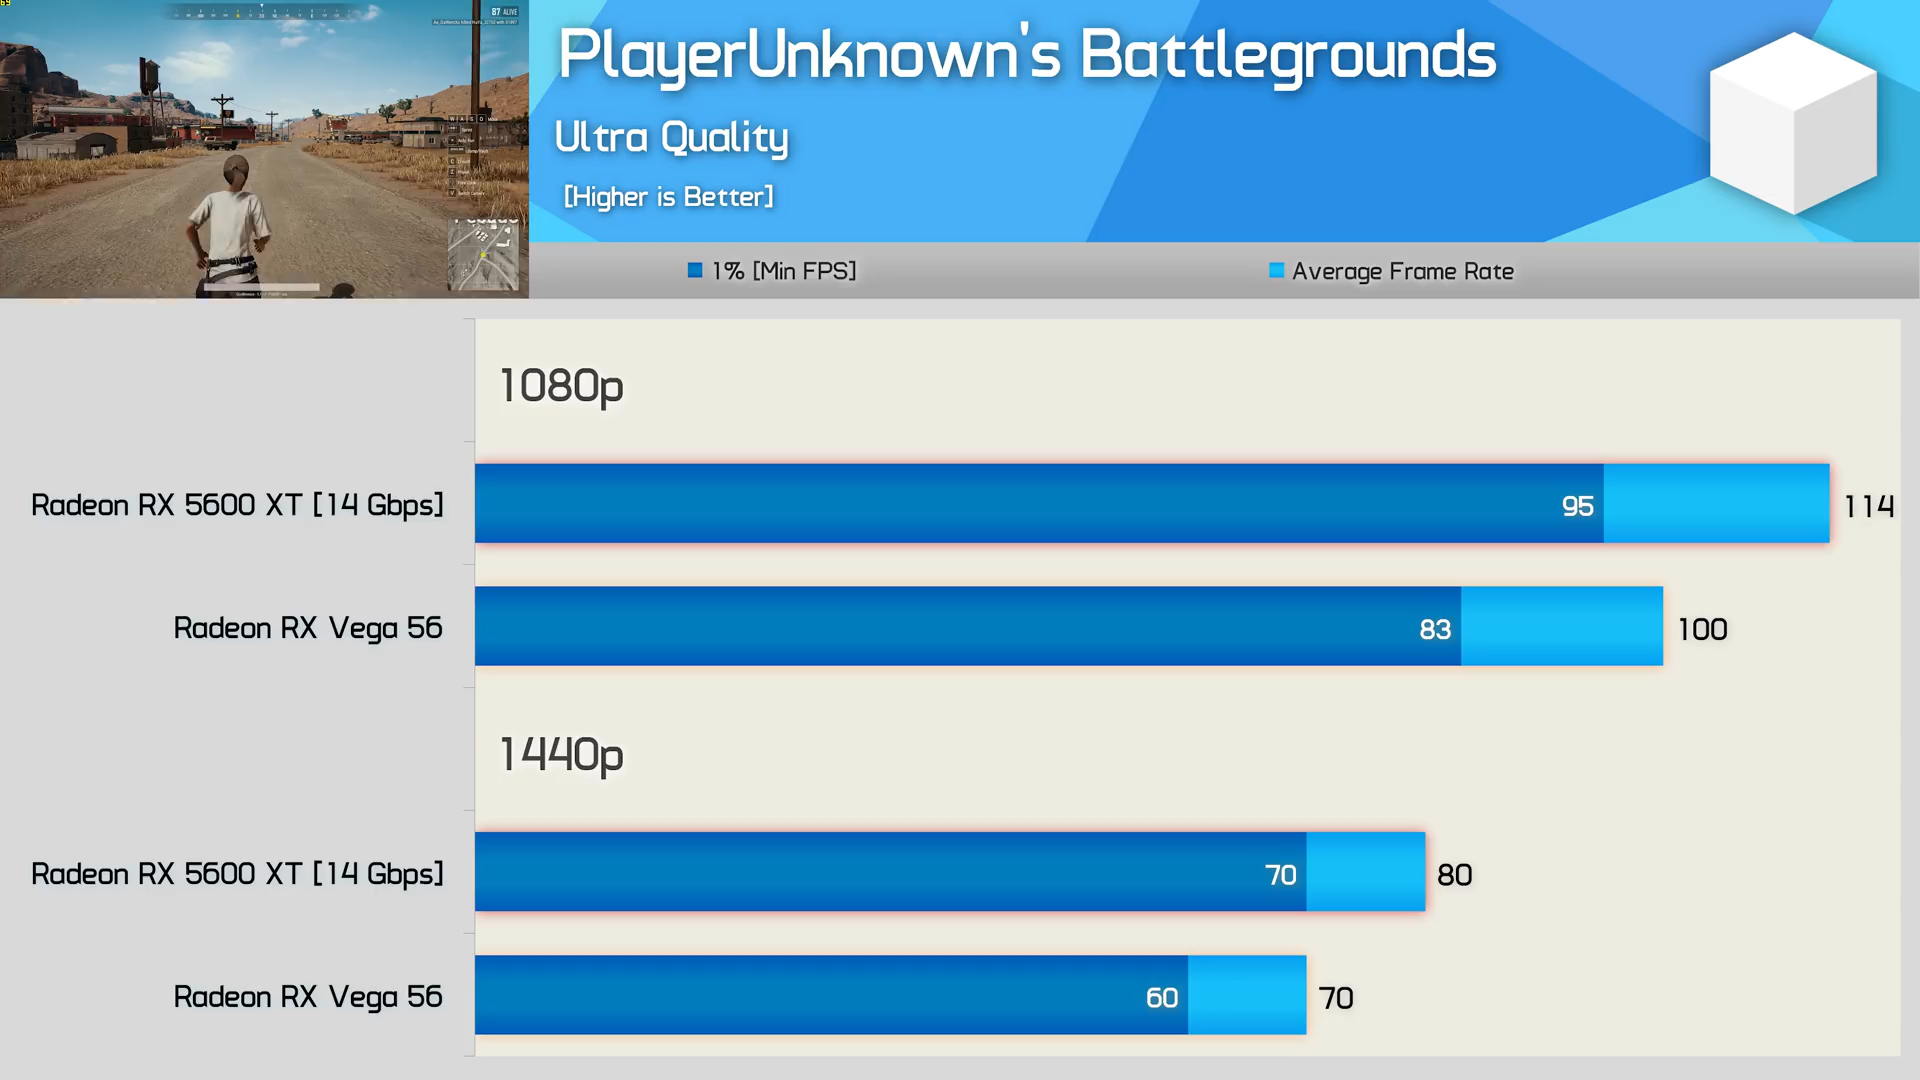 87 ALIVE
PlayerUnknown's Battlegrounds
Ultra Quality
[Higher is Better]
1% [Min FPS]
Average Frame Rate
1080p
Radeon RX 5600 XT [14 Gbps]
95
114
Radeon RX Vega 56
83
100
1440p
Radeon RX 5600 XT [14 Gbps]
70
80
Radeon RX Vega 56
60
70